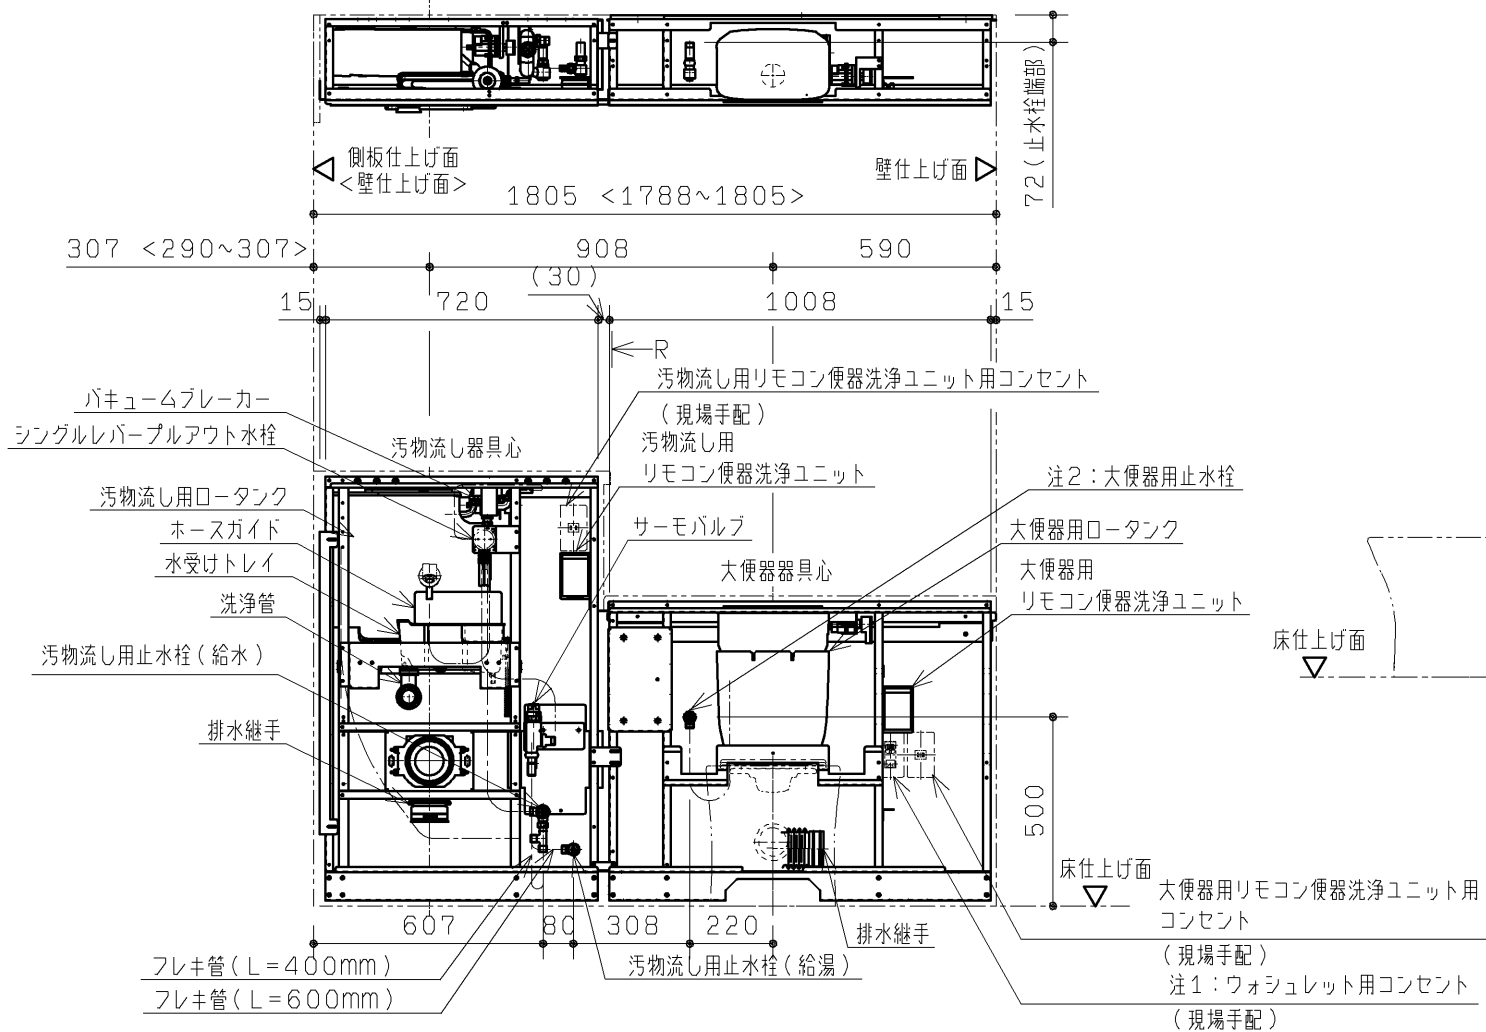 72(止水栓端部)
側板仕上げ面
<壁仕上げ面>
壁仕上げ面
1805 <1788~1805>
307 <290~307>
908
590
(30)
15
720
1008
15
R
汚物流し用リモコン便器洗浄ユニット用コンセント
(現場手配)
バキュームブレーカー
シングルレバープルアウト水栓
汚物流し器具心
汚物流し用
リモコン便器洗浄ユニット
注2:大便器用止水栓
汚物流し用ロータンク
ホースガイド
サーモバルブ
大便器用ロータンク
水受けトレイ
大便器器具心
大便器用
リモコン便器洗浄ユニット
洗浄管
床仕上げ面
汚物流し用止水栓(給水)
排水継手
500
床仕上げ面
大便器用リモコン便器洗浄ユニット用
コンセント
(現場手配)
607
80
308
220
排水継手
フレキ管(L=400mm)
汚物流し用止水栓(給湯)
注1:ウォシュレット用コンセント
(現場手配)
フレキ管(L=600mm)